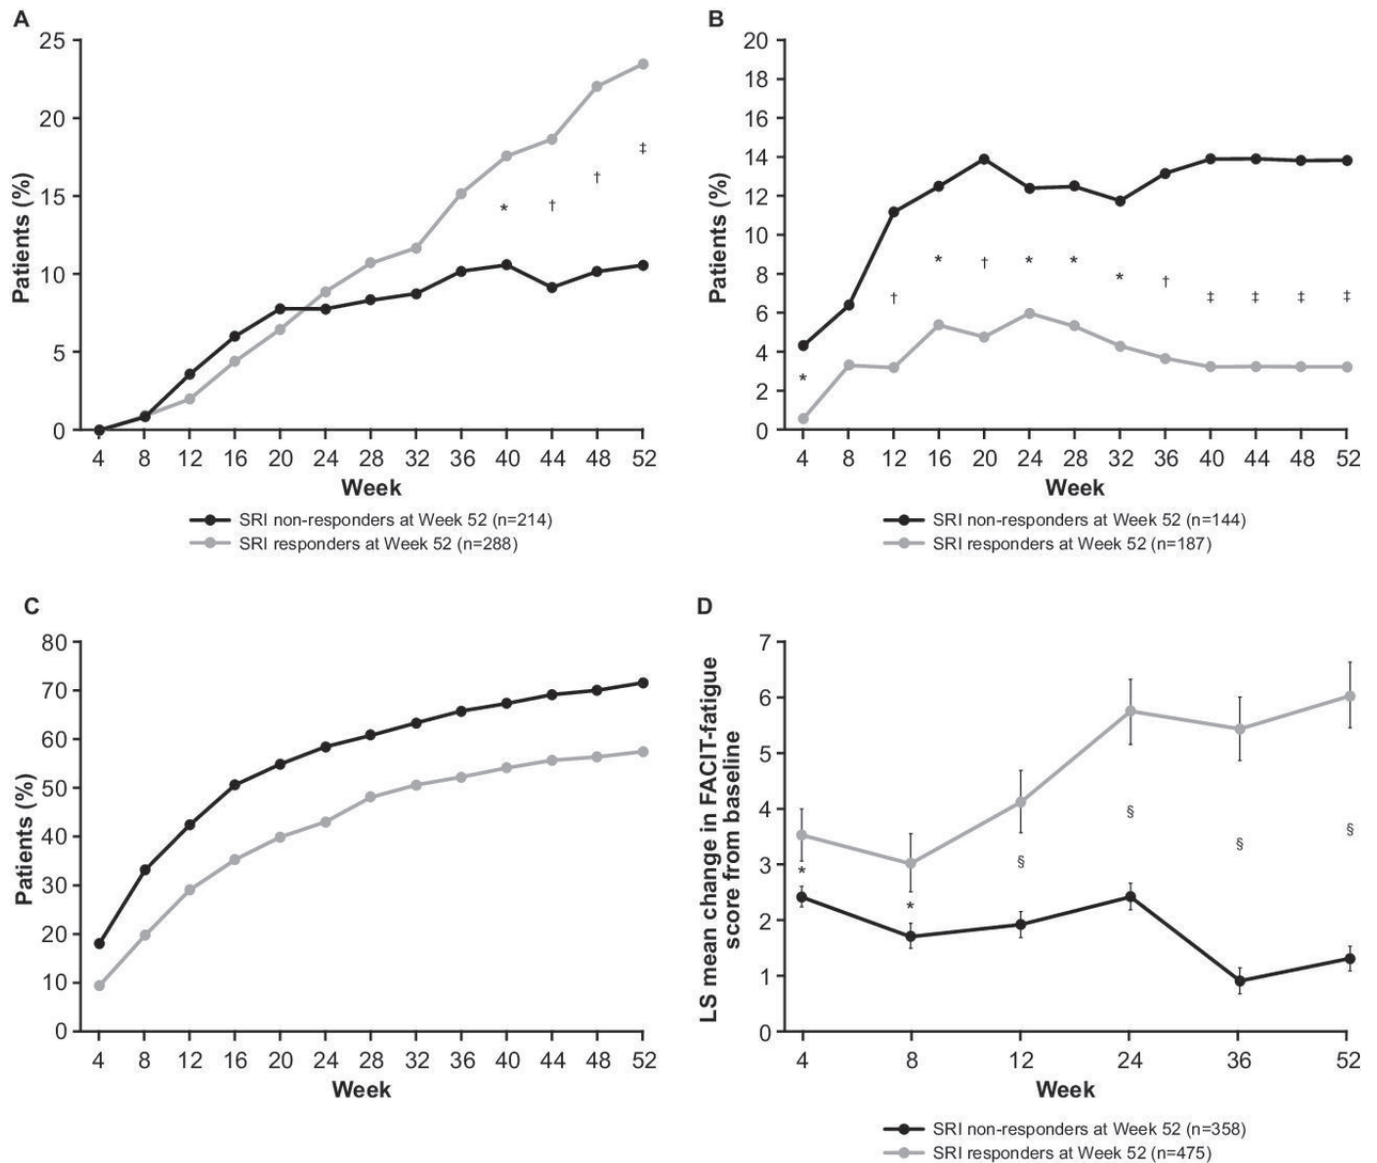 A
25
20
15
10
5
0
Patients (%)
*
†
†
‡
4 8 12 16 20 24 28 32 36 40 44 48 52
Week
SRI non-responders at Week 52 (n=214)
SRI responders at Week 52 (n=288)
B
20
18
16
14
12
10
8
6
4
2
0
Patients (%)
*
†
*
†
*
*
*
†
‡
‡
‡
‡
4 8 12 16 20 24 28 32 36 40 44 48 52
Week
SRI non-responders at Week 52 (n=144)
SRI responders at Week 52 (n=187)
C
80
70
60
50
40
30
20
10
0
Patients (%)
4 8 12 16 20 24 28 32 36 40 44 48 52
Week
D
7
6
5
4
3
2
1
0
LS mean change in FACIT-fatigue
score from baseline
*
*
§
§
§
§
4 8 12 24 36 52
Week
SRI non-responders at Week 52 (n=358)
SRI responders at Week 52 (n=475)